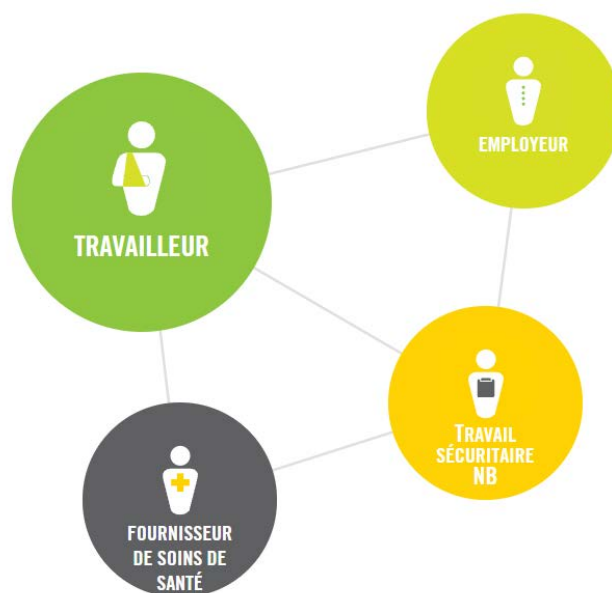 EMPLOYEUR
TRAVAILLEUR
TRAVAIL
SÉCURITAIRE
NB
FOURNISSEUR
DE SOINS DE
SANTÉ